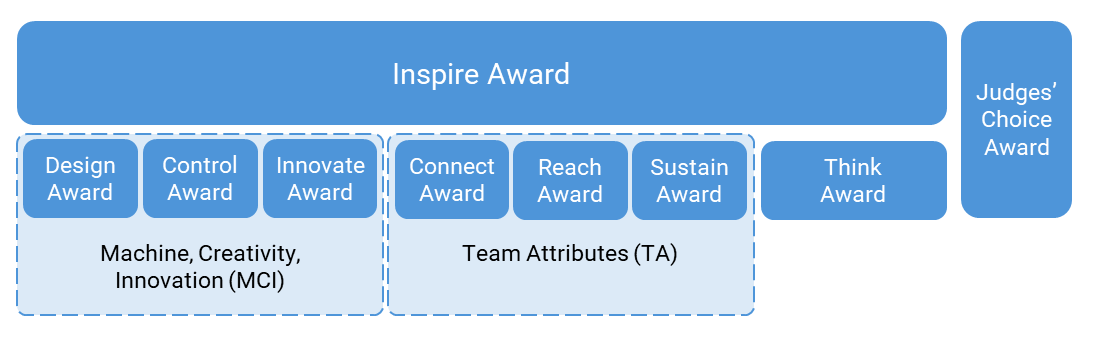 Inspire Award
Judges’
Choice
Award
Design
Award
Control
Award
Innovate
Award
Connect
Award
Reach
Award
Sustain
Award
Think
Award
Machine, Creativity,
Innovation (MCI)
Team Attributes (TA)